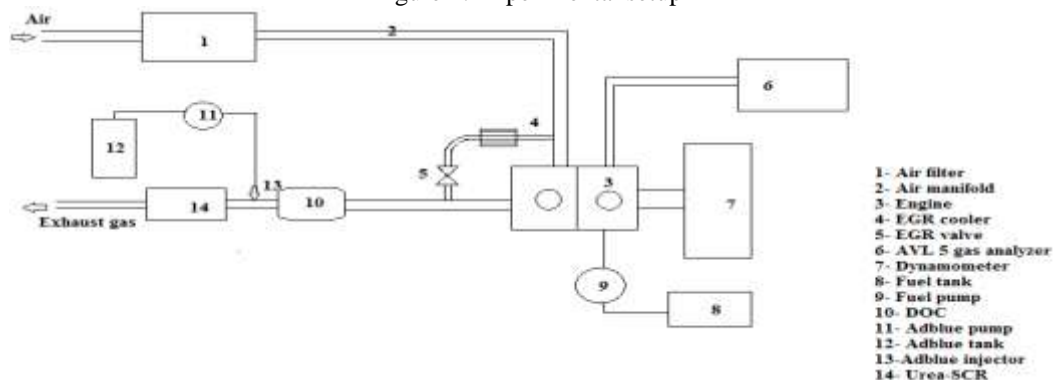 Air
1
2
6
4
11
12
5
13
3
14
10
7
Exhaust gas
9
8
1- Air filter
2- Air manifold
3- Engine
4- EGR cooler
5- EGR valve
6- AVL 5 gas analyzer
7- Dynamometer
8- Fuel tank
9- Fuel pump
10- DOC
11- Adblue pump
12- Adblue tank
13-Adblue injector
14- Urea-SCR